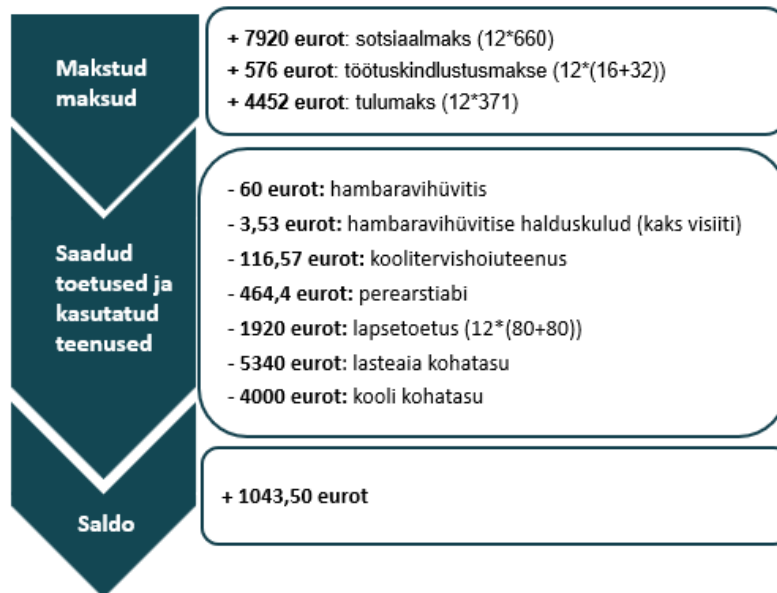 Makstud
maksud
+ 7920 eurot: sotsiaalmaks (12*660)
+ 576 eurot: töötuskindlustusmakse (12*(16+32))
+ 4452 eurot: tulumaks (12*371)
Saadud
toetused ja
kasutatud
teenused
- 60 eurot: hambaravihüvitis
- 3,53 eurot: hambaravihüvitise halduskulud (kaks visiiti)
- 116,57 eurot: koolitervishoiuteenus
- 464,4 eurot: perearstiabi
- 1920 eurot: lapsetoetus (12*(80+80))
- 5340 eurot: lasteaia kohatasu
- 4000 eurot: kooli kohatasu
Saldo
+ 1043,50 eurot